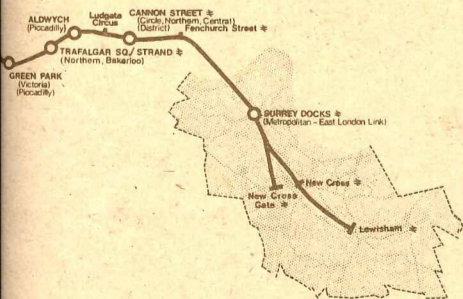 ALDWYCH
(Piccadilly)
Ludgate
Circus
CANNON STREET
(Circle, Northern, Central)
(District)
Fenchurch Street
TRAFALGAR SQ./ STRAND
(Northern, Bakerloo)
GREEN PARK
(Victoria)
(Piccadilly)
SURREY DOCKS
(Metropolitan - East London Link)
New Cross
Gate
New Cross
Lewisham